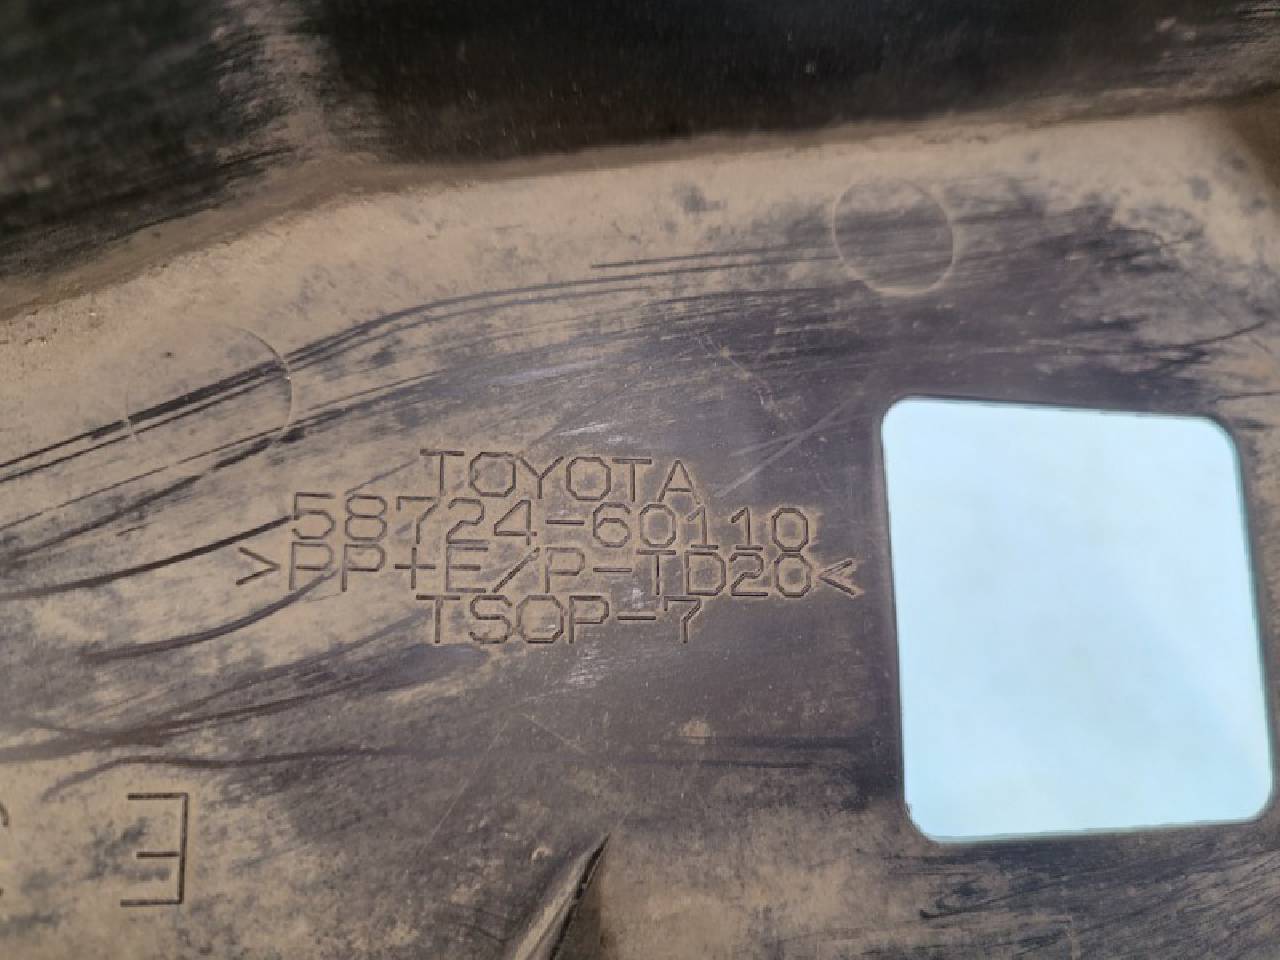 TOYOTA
58724-60110
>PP+E/P-TD20<
TSOP-7